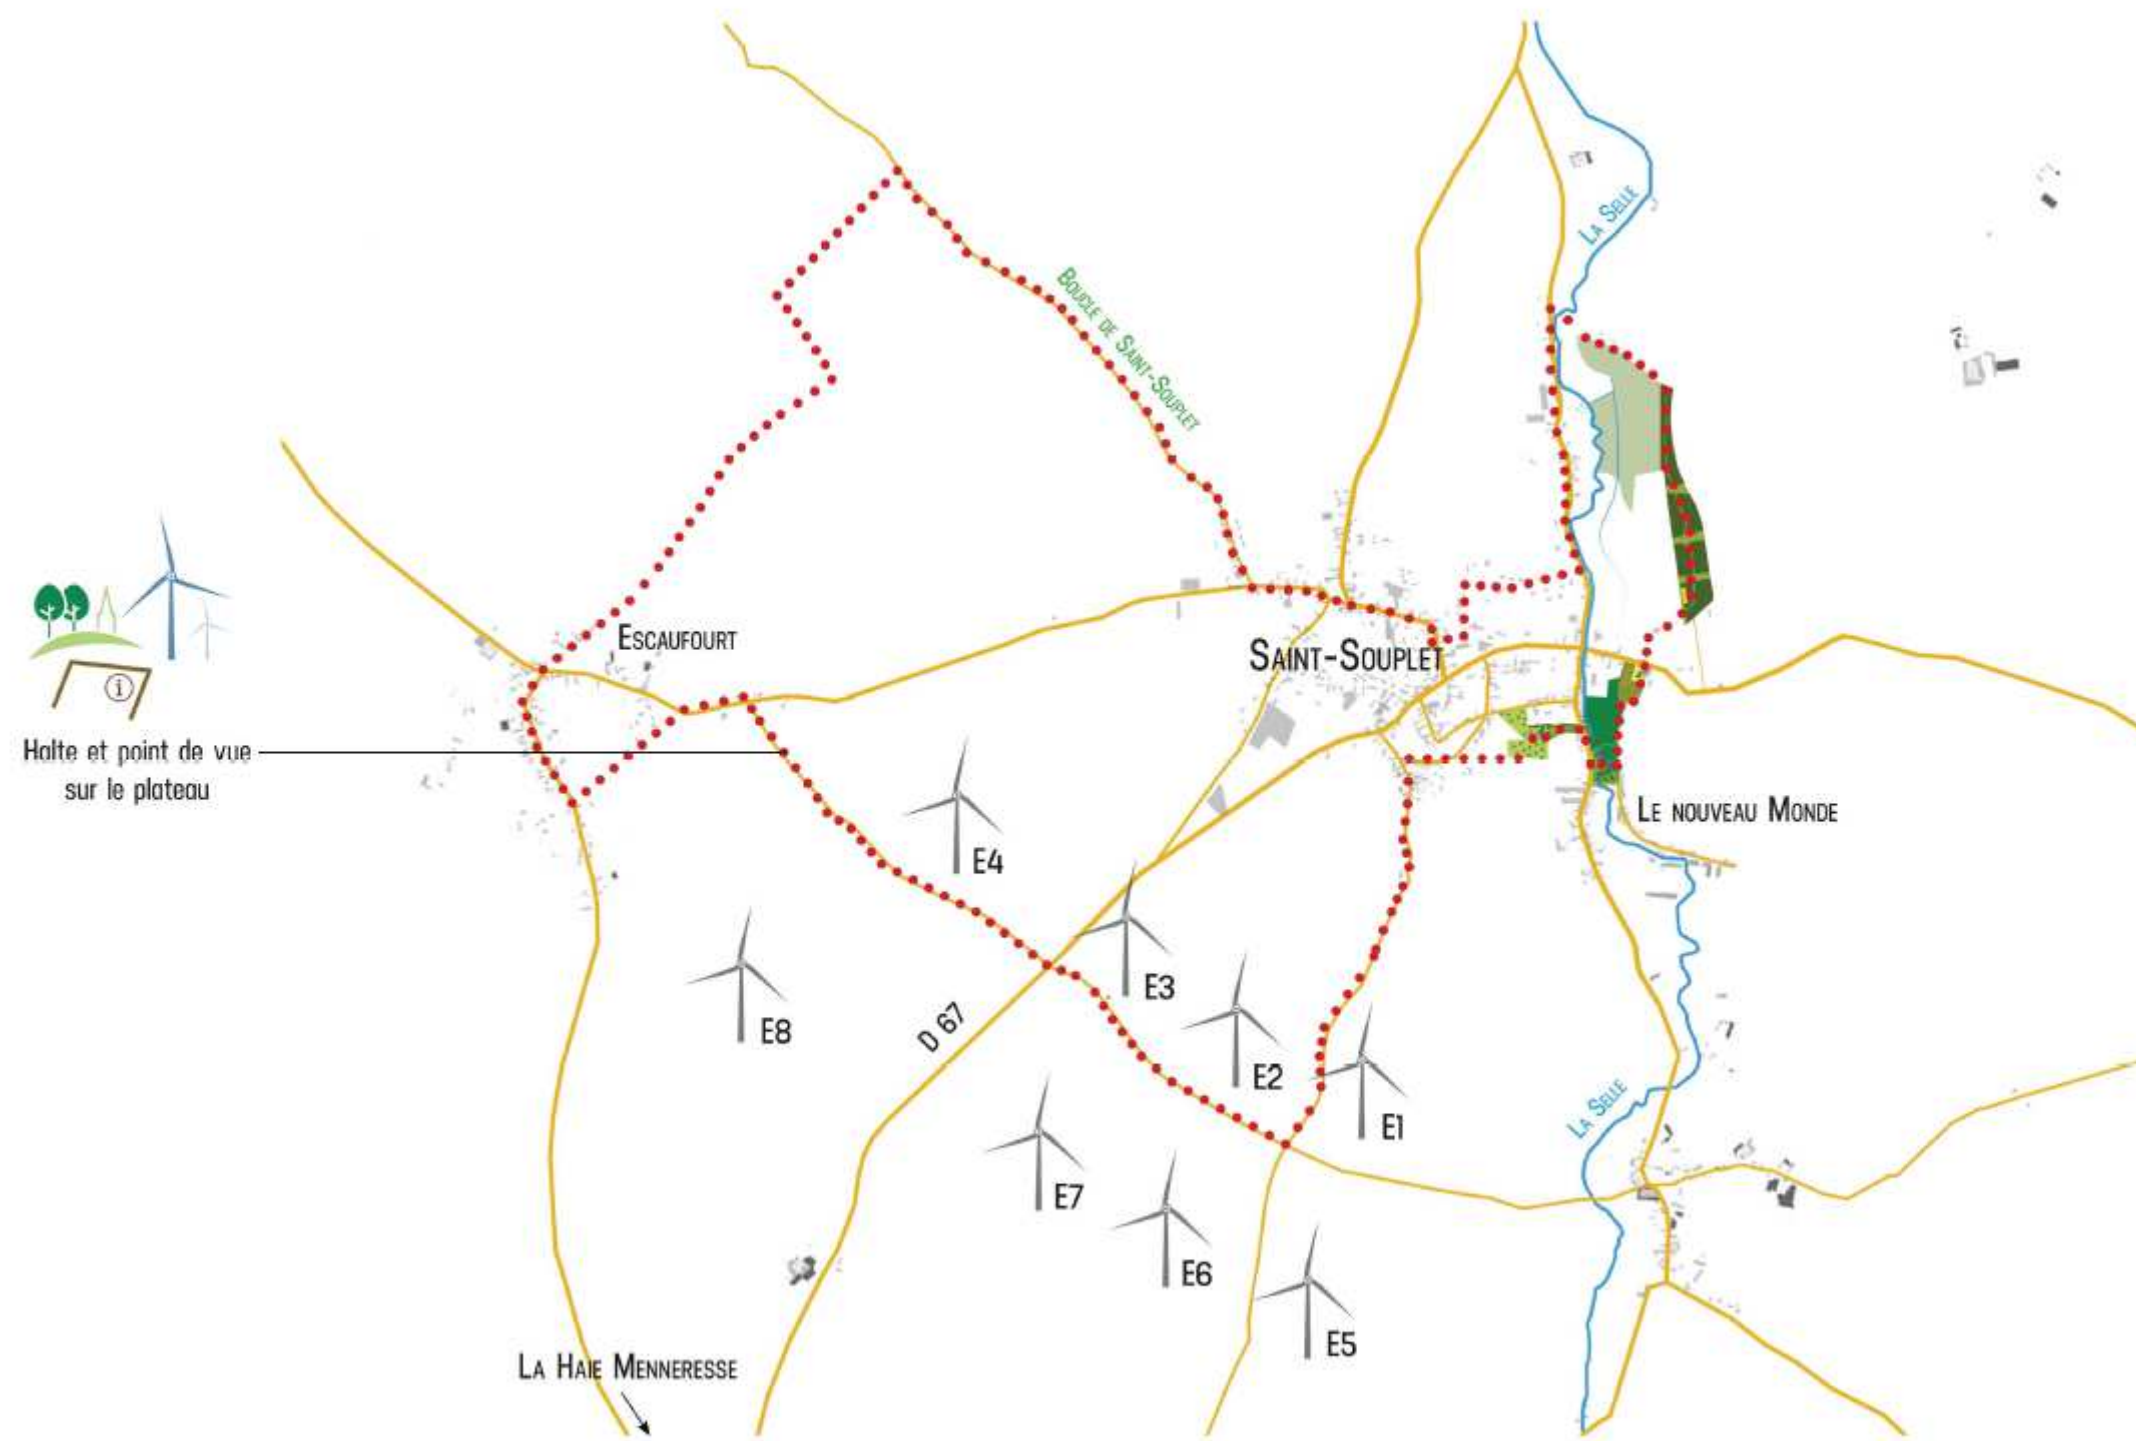 La Selle
Boucle de Saint-Souplet
Escaufourt
Saint-Souplet
i
Halte et point de vue
sur le plateau
Le nouveau Monde
E4
E3
E8
D 67
E2
E1
La Selle
E7
E6
E5
La Haie Menneresse